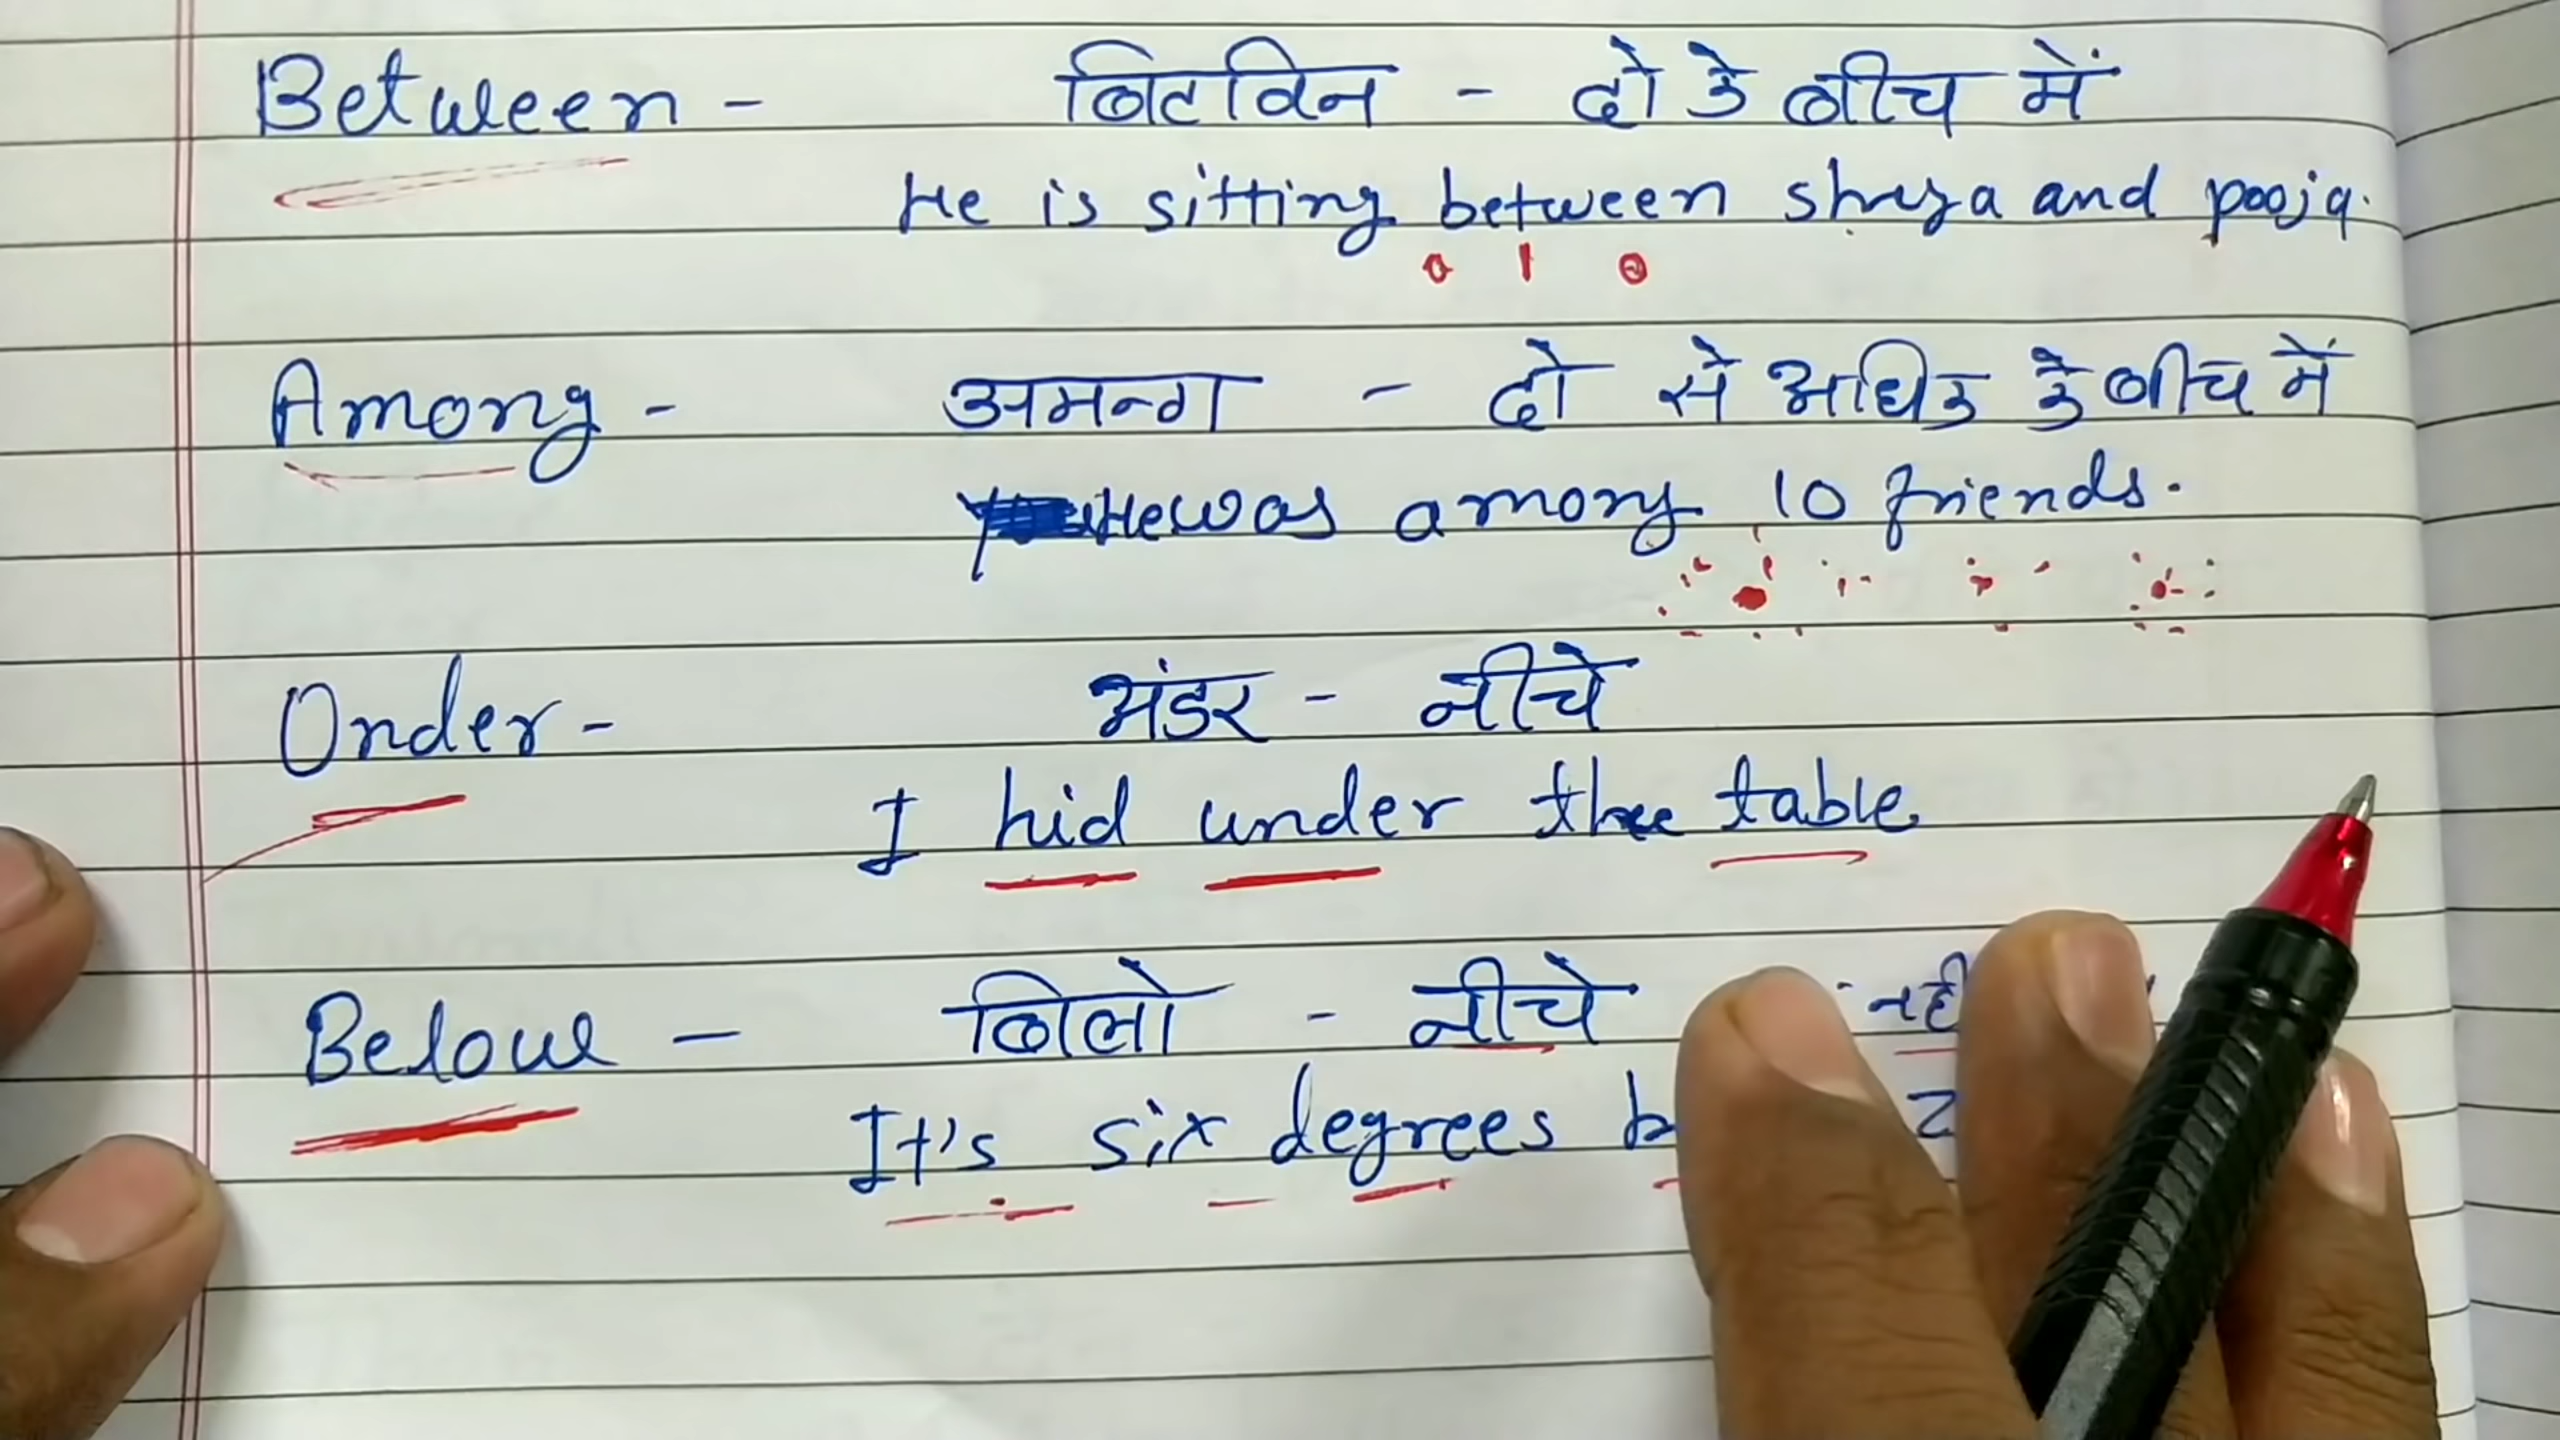 Between - बिटविन - दो के बीच में
He is sitting between shreya and pooja.
Among - अमन्ग - दो से अधिक के बीच में
He was among 10 friends.
Under - अंडर - नीचे
I hid under the table
Below - बिलो - नीचे
It's six degrees